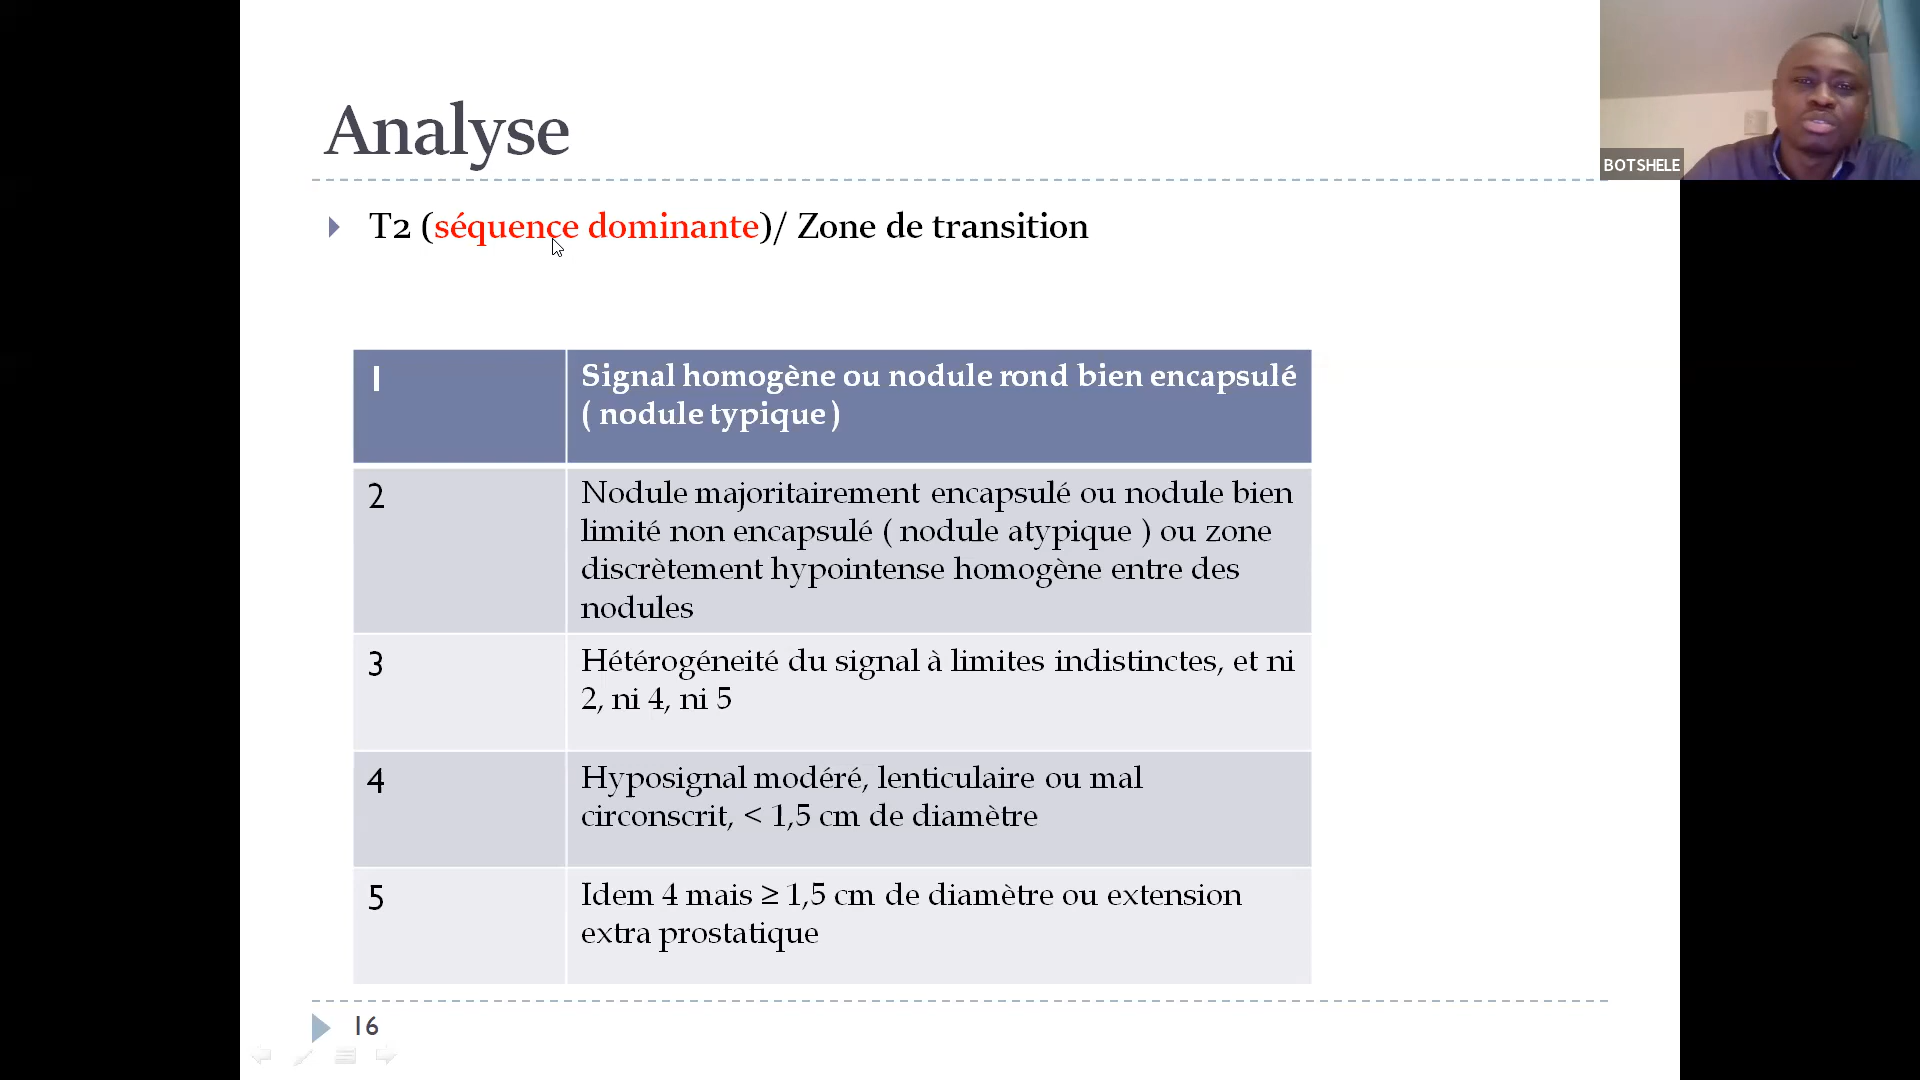 Analyse
T2 (séquence dominante)/ Zone de transition
1
Signal homogène ou nodule rond bien encapsulé
( nodule typique )
2
Nodule majoritairement encapsulé ou nodule bien
limité non encapsulé ( nodule atypique ) ou zone
discrètement hypointense homogène entre des
nodules
3
Hétérogéneité du signal à limites indistinctes, et ni
2, ni 4, ni 5
4
Hyposignal modéré, lenticulaire ou mal
circonscrit, < 1,5 cm de diamètre
5
Idem 4 mais ≥ 1,5 cm de diamètre ou extension
extra prostatique
16
BOTSHELE